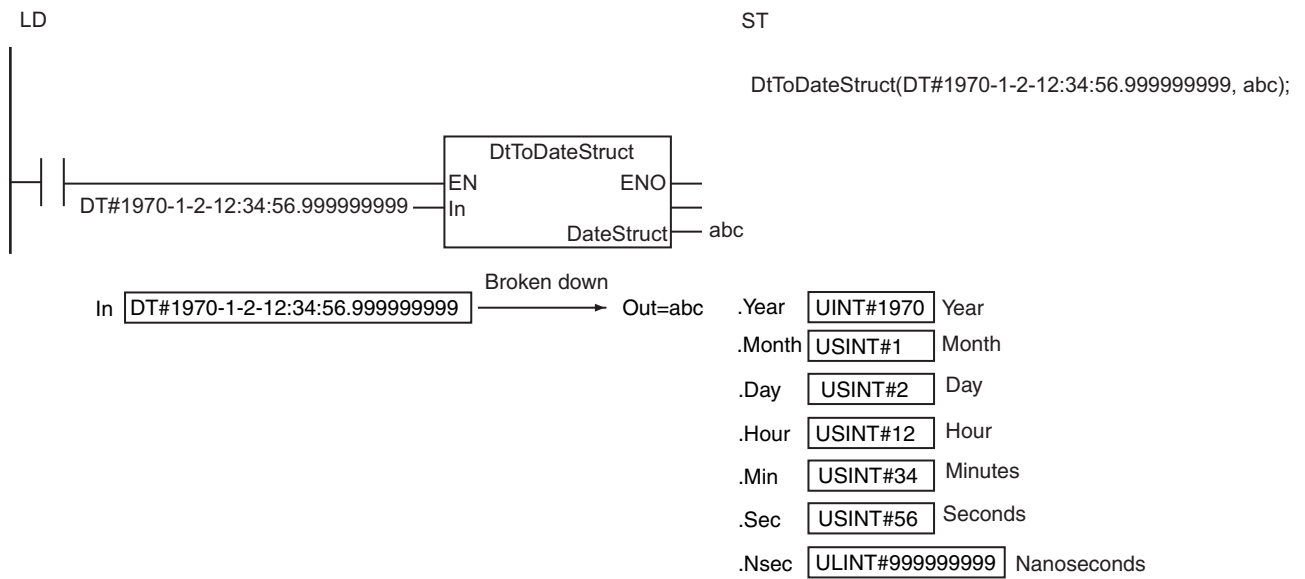 LD
ST
DtToDateStruct(DT#1970-1-2-12:34:56.999999999, abc);
DtToDateStruct
EN ENO
DT#1970-1-2-12:34:56.999999999 In
DateStruct abc
Broken down
In DT#1970-1-2-12:34:56.999999999 Out=abc .Year UINT#1970 Year
.Month USINT#1 Month
.Day USINT#2 Day
.Hour USINT#12 Hour
.Min USINT#34 Minutes
.Sec USINT#56 Seconds
.Nsec ULINT#999999999 Nanoseconds